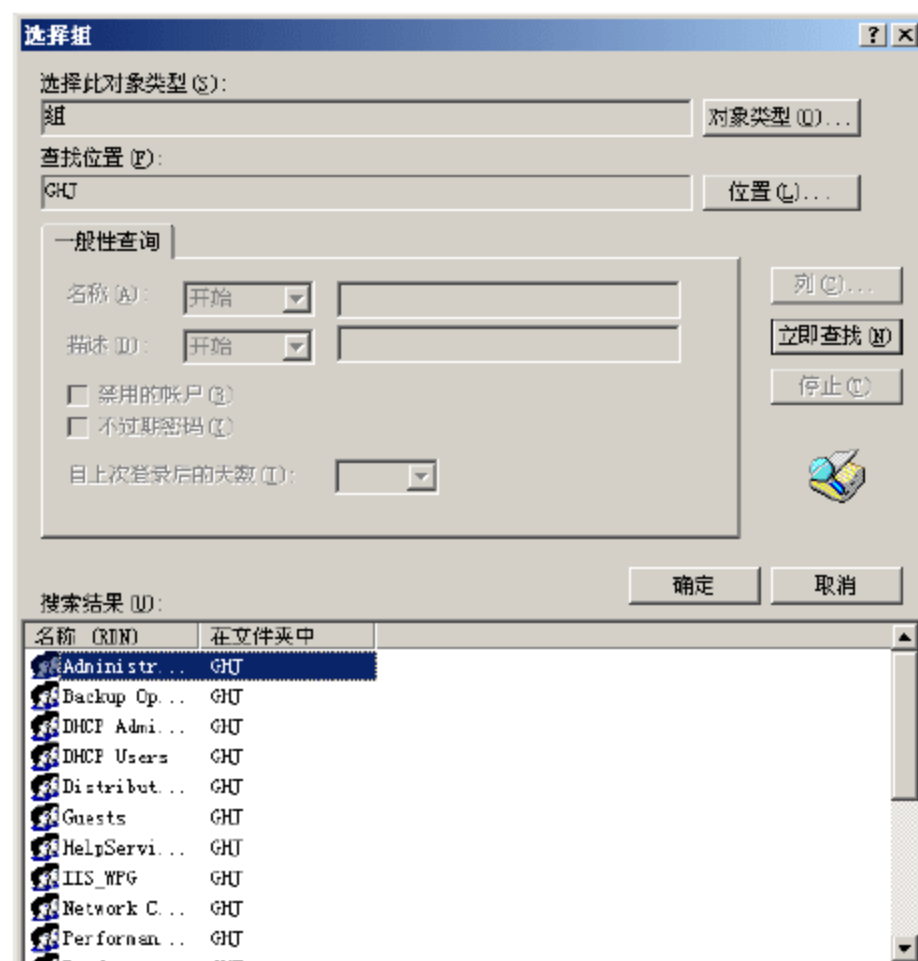 选择组
选择此对象类型(S):
组
对象类型(O)...
查找位置(F):
GHJ
位置(L)...
一般性查询
名称(A):
开始
列(C)...
描述(D):
开始
立即查找(N)
禁用的帐户(B)
停止(T)
不过期密码(X)
自上次登录后的天数(I):
确定
取消
搜索结果(U):
名称 (RDN) 在文件夹中
Administr... GHJ
Backup Op... GHJ
DHCP Admi... GHJ
DHCP Users GHJ
Distribut... GHJ
Guests GHJ
HelpServi... GHJ
IIS_WPG GHJ
Network C... GHJ
Performan... GHJ